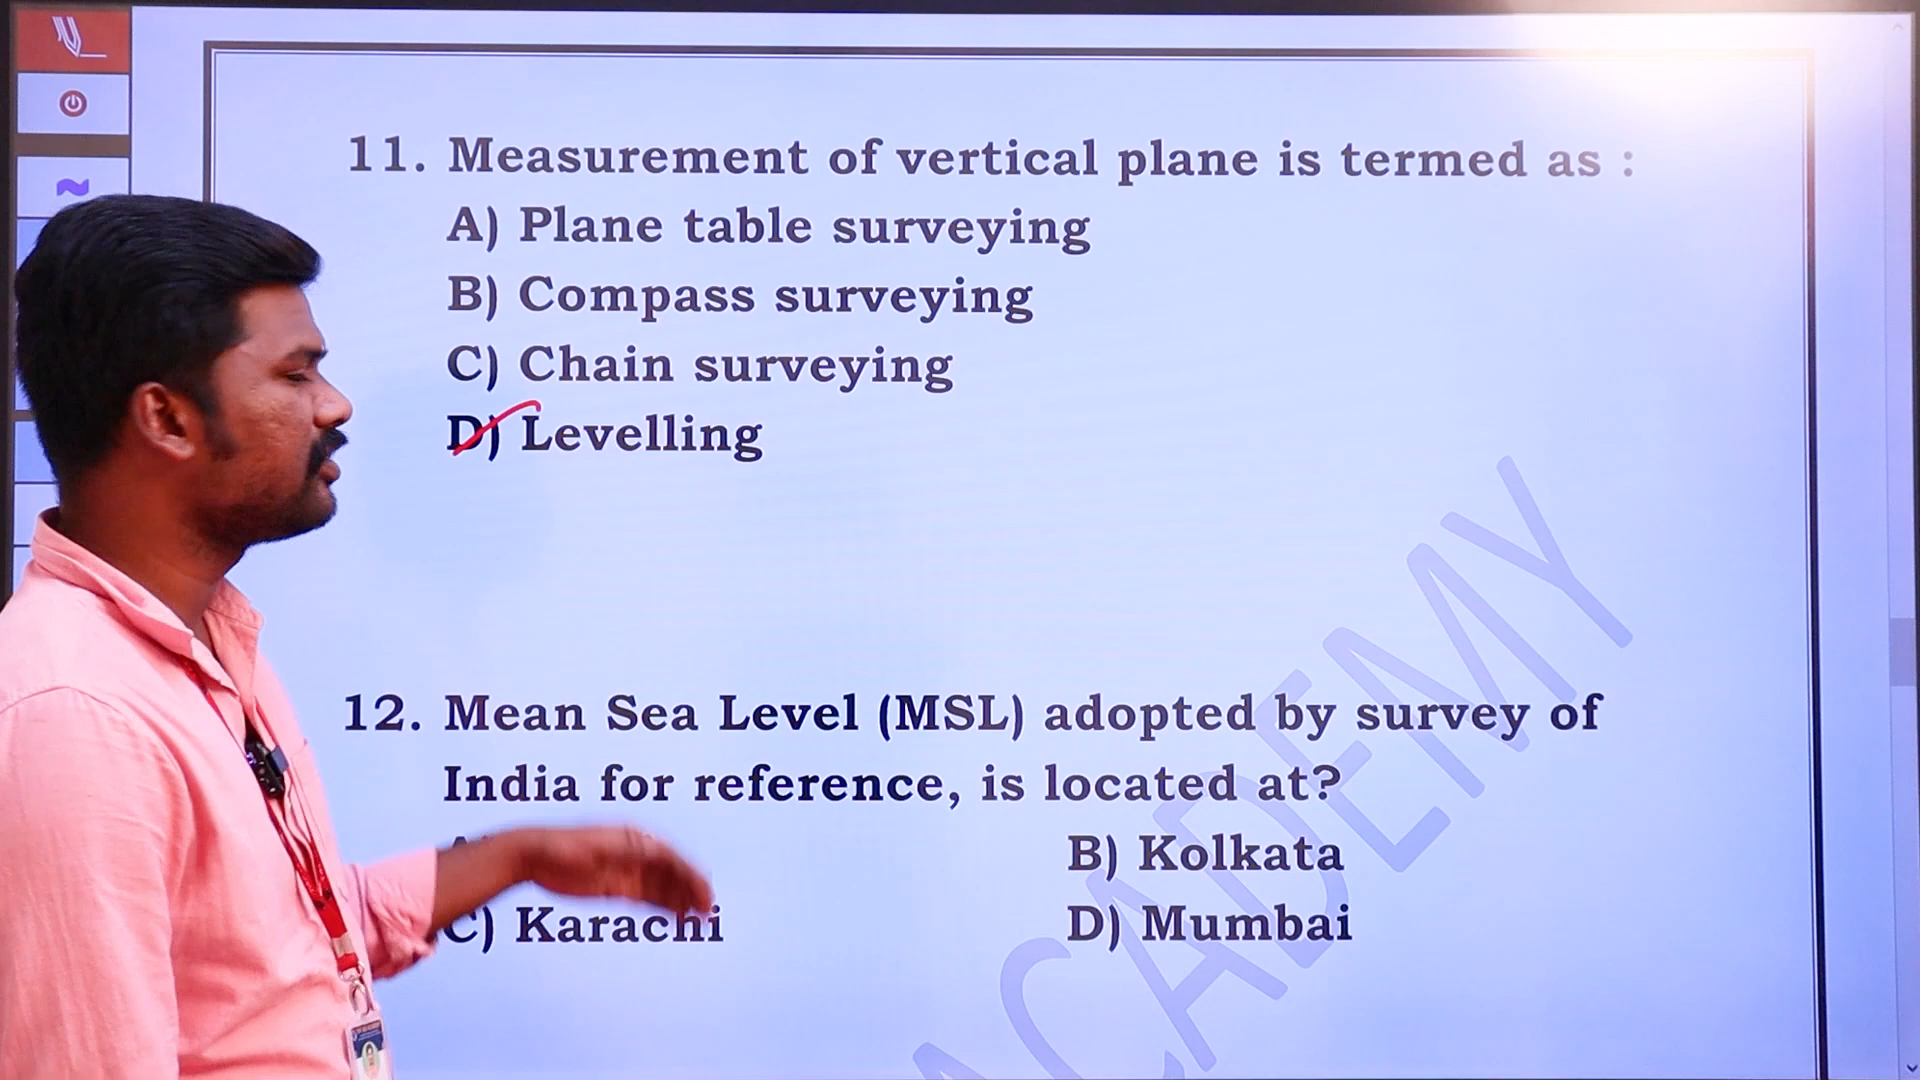 11. Measurement of vertical plane is termed as :
A) Plane table surveying
B) Compass surveying
C) Chain surveying
D) Levelling
12. Mean Sea Level (MSL) adopted by survey of
India for reference, is located at?
B) Kolkata
C) Karachi
D) Mumbai
ACADEMY